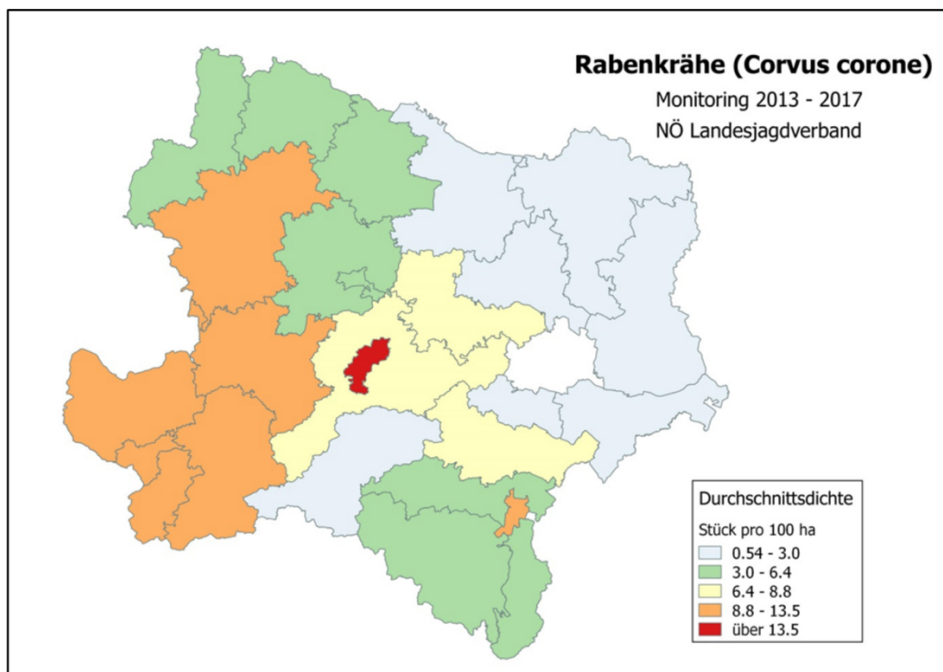 Rabenkrähe (Corvus corone)
Monitoring 2013 - 2017
NÖ Landesjagdverband
Durchschnittsdichte
Stück pro 100 ha
0.54 - 3.0
3.0 - 6.4
6.4 - 8.8
8.8 - 13.5
über 13.5